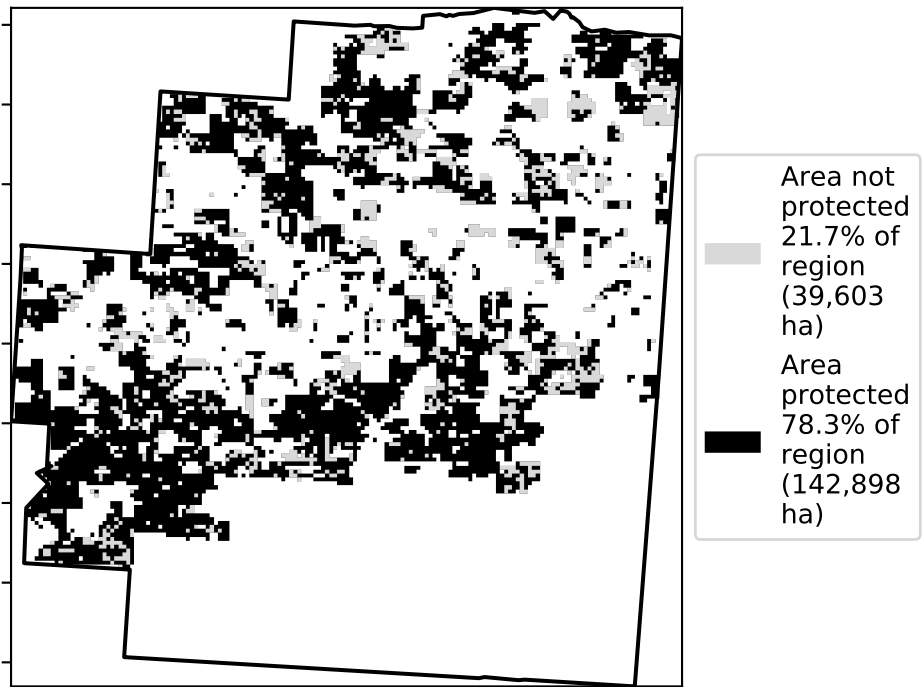 Area not
protected
21.7% of
region
(39,603
ha)
Area
protected
78.3% of
region
(142,898
ha)